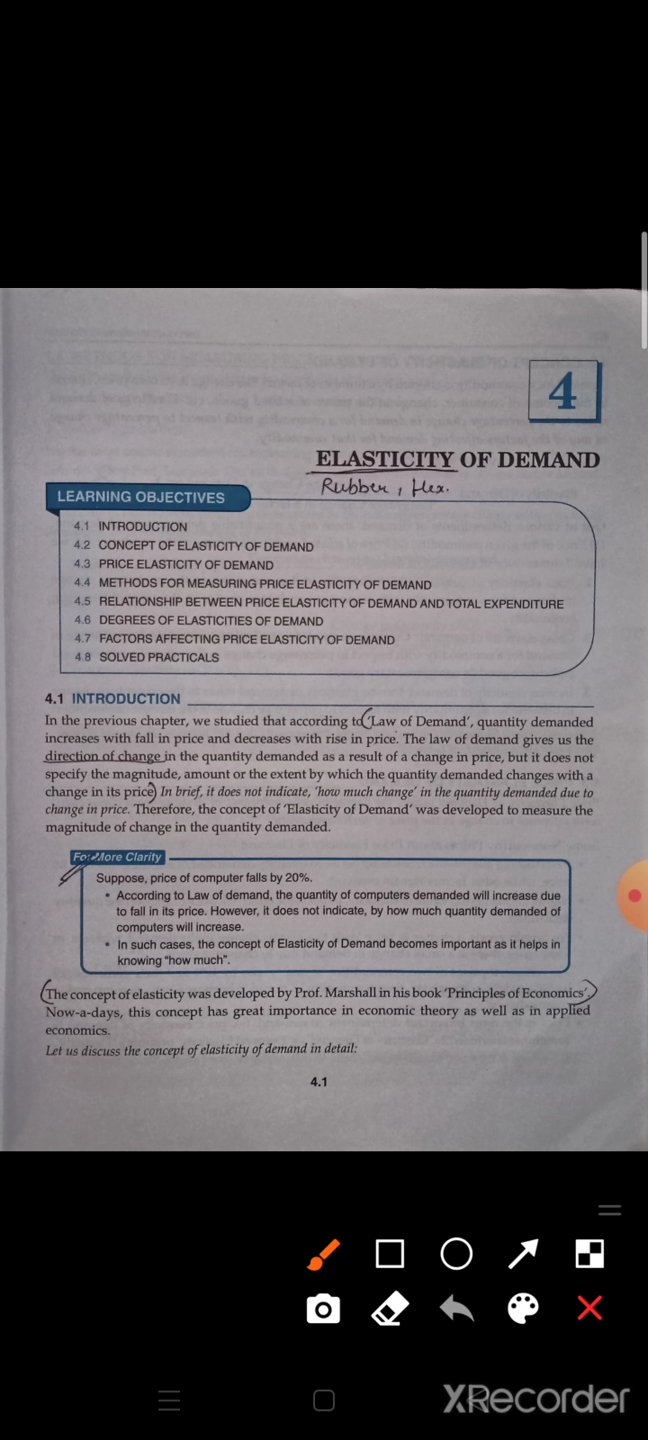 4
ELASTICITY OF DEMAND
Rubber, flex.
LEARNING OBJECTIVES
4.1 INTRODUCTION
4.2 CONCEPT OF ELASTICITY OF DEMAND
4.3 PRICE ELASTICITY OF DEMAND
4.4 METHODS FOR MEASURING PRICE ELASTICITY OF DEMAND
4.5 RELATIONSHIP BETWEEN PRICE ELASTICITY OF DEMAND AND TOTAL EXPENDITURE
4.6 DEGREES OF ELASTICITIES OF DEMAND
4.7 FACTORS AFFECTING PRICE ELASTICITY OF DEMAND
4.8 SOLVED PRACTICALS
4.1 INTRODUCTION
In the previous chapter, we studied that according to 'Law of Demand', quantity demanded
increases with fall in price and decreases with rise in price. The law of demand gives us the
direction of change in the quantity demanded as a result of a change in price, but it does not
specify the magnitude, amount or the extent by which the quantity demanded changes with a
change in its price. In brief, it does not indicate, 'how much change' in the quantity demanded due to
change in price. Therefore, the concept of 'Elasticity of Demand' was developed to measure the
magnitude of change in the quantity demanded.
For More Clarity
Suppose, price of computer falls by 20%.
• According to Law of demand, the quantity of computers demanded will increase due
to fall in its price. However, it does not indicate, by how much quantity demanded of
computers will increase.
• In such cases, the concept of Elasticity of Demand becomes important as it helps in
knowing "how much".
The concept of elasticity was developed by Prof. Marshall in his book 'Principles of Economics'.
Now-a-days, this concept has great importance in economic theory as well as in applied
economics.
Let us discuss the concept of elasticity of demand in detail:
4.1
XRecorder